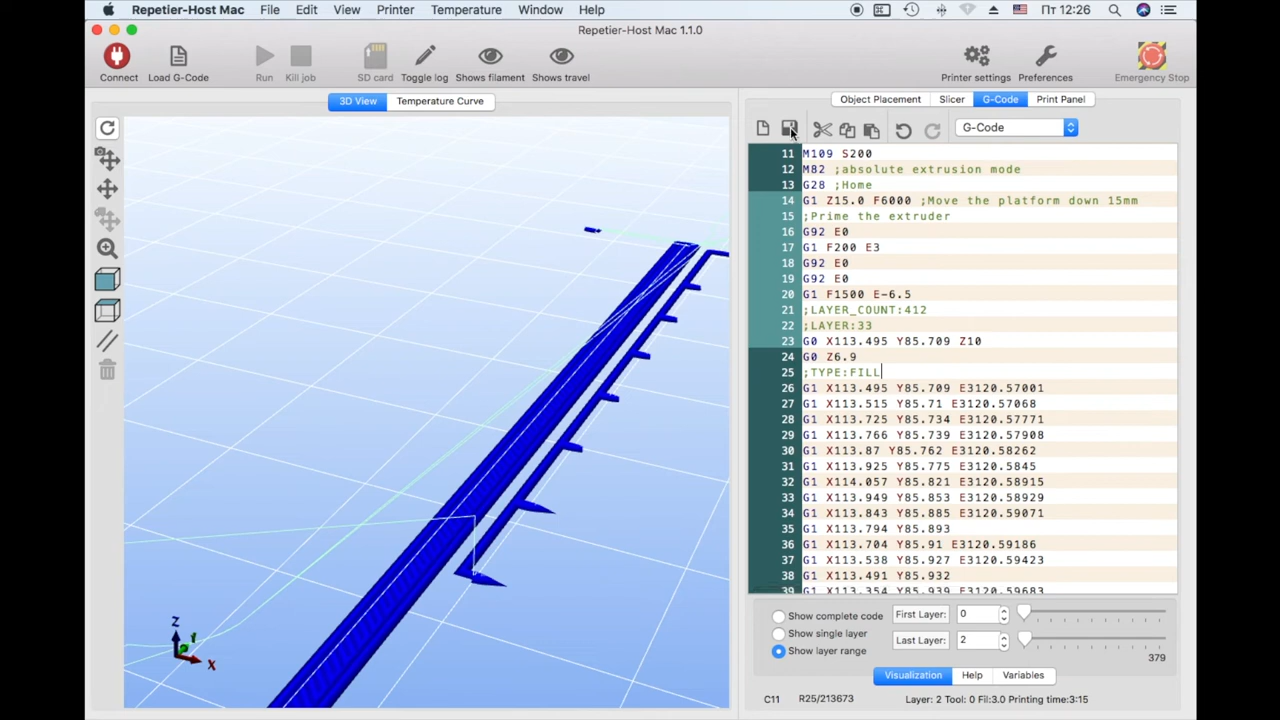 Repetier-Host Mac File Edit View Printer Temperature Window Help Пт 12:26
Repetier-Host Mac 1.1.0
Connect Load G-Code Run Kill job SD card Toggle log Shows filament Shows travel Printer settings Preferences Emergency Stop
3D View Temperature Curve
Object Placement Slicer G-Code Print Panel
G-Code
11 M109 S200
12 M82 ;absolute extrusion mode
13 G28 ;Home
14 G1 Z15.0 F6000 ;Move the platform down 15mm
15 ;Prime the extruder
16 G92 E0
17 G1 F200 E3
18 G92 E0
19 G92 E0
20 G1 F1500 E-6.5
21 ;LAYER_COUNT:412
22 ;LAYER:33
23 G0 X113.495 Y85.709 Z10
24 G0 Z6.9
25 ;TYPE:FILL
26 G1 X113.495 Y85.709 E3120.57001
27 G1 X113.515 Y85.71 E3120.57068
28 G1 X113.725 Y85.734 E3120.57771
29 G1 X113.766 Y85.739 E3120.57908
30 G1 X113.87 Y85.762 E3120.58262
31 G1 X113.925 Y85.775 E3120.5845
32 G1 X114.057 Y85.821 E3120.58915
33 G1 X113.949 Y85.853 E3120.58929
34 G1 X113.843 Y85.885 E3120.59071
35 G1 X113.794 Y85.893
36 G1 X113.704 Y85.91 E3120.59186
37 G1 X113.538 Y85.927 E3120.59423
38 G1 X113.491 Y85.932
39 G1 X113.354 Y85.939 E3120.59683
Show complete code First Layer: 0
Show single layer
Show layer range Last Layer: 2
379
Visualization Help Variables
C11 R25/213673 Layer: 2 Tool: 0 Fil:3.0 Printing time:3:15
Z
Y
X